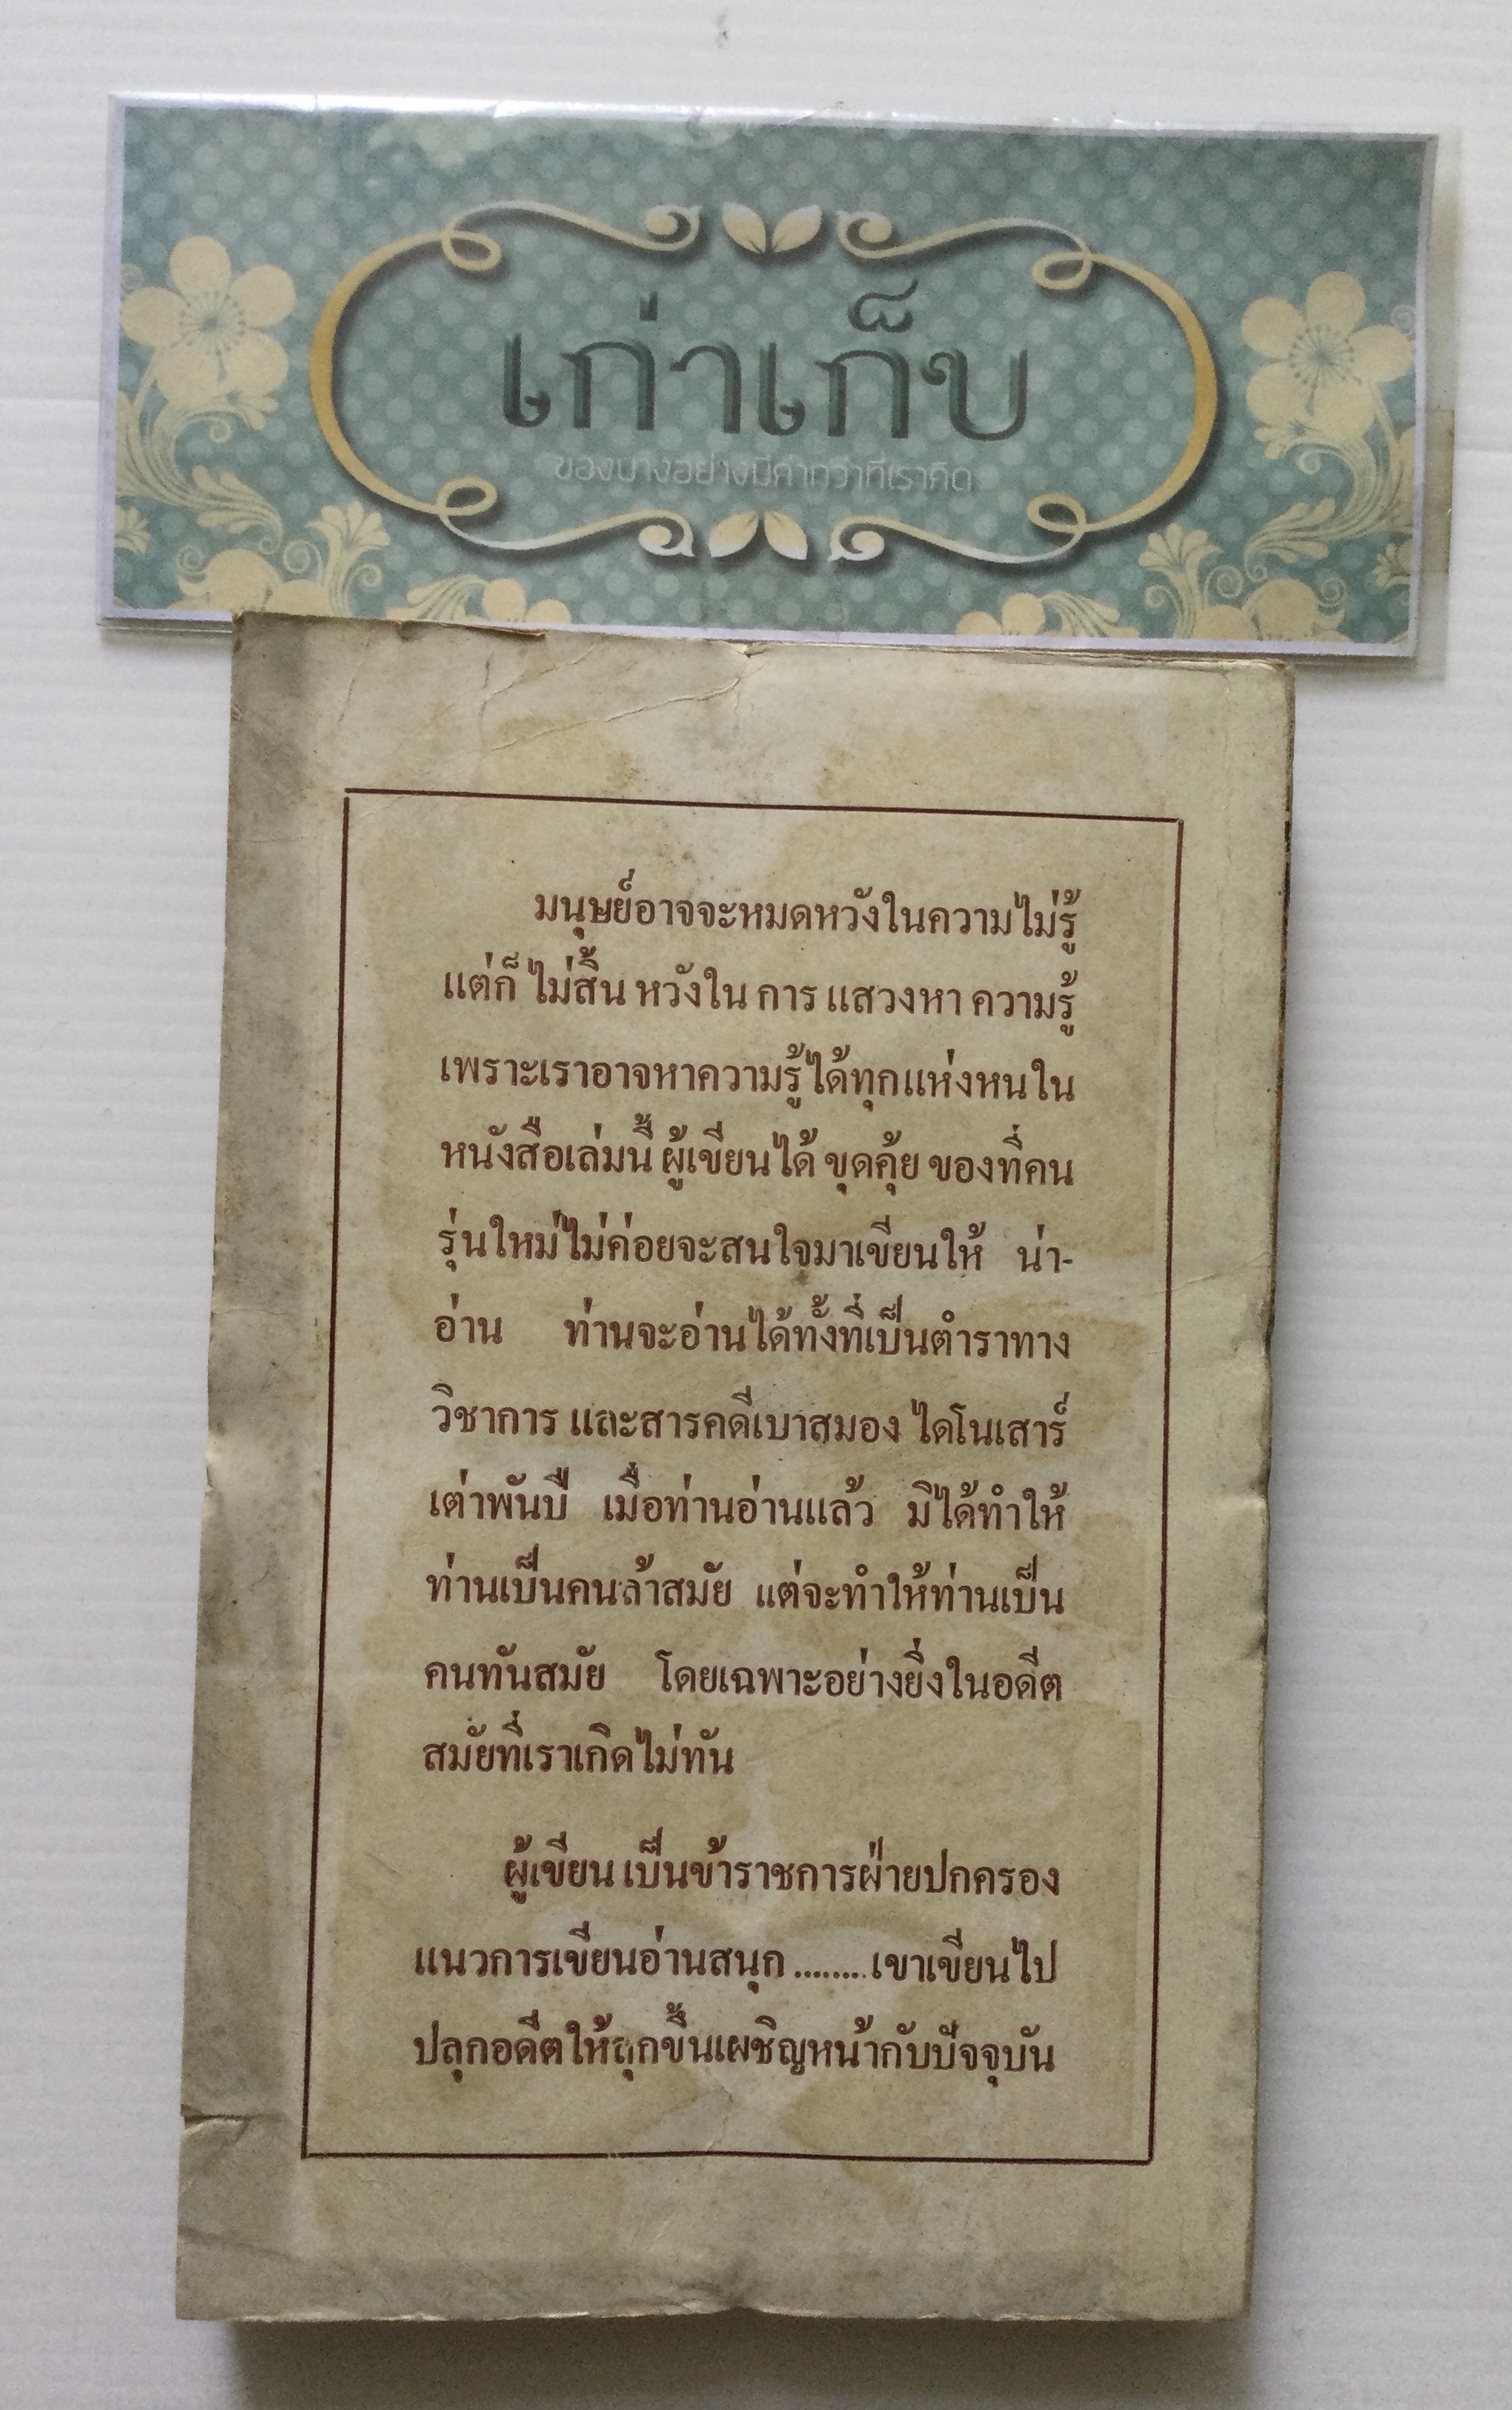 เก่าเก็บ
ของบางอย่างมีค่ากว่าที่เราคิด
มนุษย์อาจจะหมดหวังในความไม่รู้
แต่ก็ ไม่สิ้น หวังใน การ แสวงหา ความรู้
เพราะเราอาจหาความรู้ได้ทุกแห่งหนใน
หนังสือเล่มนี้ ผู้เขียนได้ ขุดคุ้ย ของที่คน
รุ่นใหม่ไม่ค่อยจะสนใจมาเขียนให้ น่า-
อ่าน ท่านจะอ่านได้ทั้งที่เป็นตำราทาง
วิชาการ และสารคดีเบาสมอง ไดโนเสาร์
เต่าพันปี เมื่อท่านอ่านแล้ว มิได้ทำให้
ท่านเป็นคนล้าสมัย แต่จะทำให้ท่านเป็น
คนทันสมัย โดยเฉพาะอย่างยิ่งในอดีต
สมัยที่เราเกิดไม่ทัน
ผู้เขียน เป็นข้าราชการฝ่ายปกครอง
แนวการเขียนอ่านสนุก ........ เขาเขียนไป
ปลุกอดีตให้ลุกขึ้นเผชิญหน้ากับปัจจุบัน